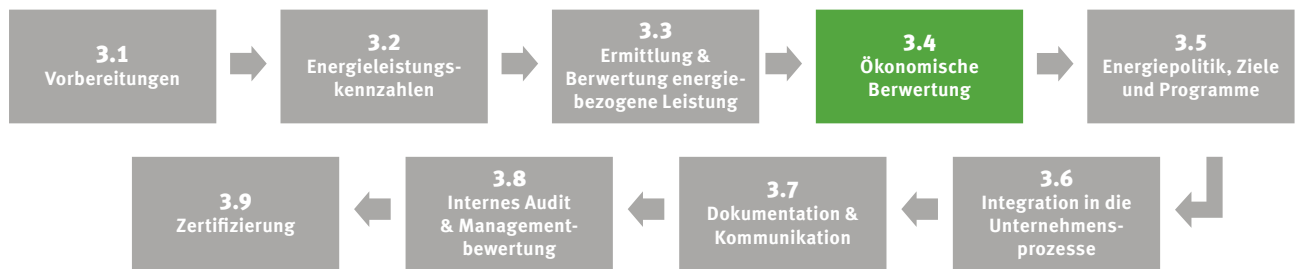 3.1
Vorbereitungen
3.2
Energieleistungs-
kennzahlen
3.3
Ermittlung &
Berwertung energie-
bezogene Leistung
3.4
Ökonomische
Berwertung
3.5
Energiepolitik, Ziele
und Programme
3.6
Integration in die
Unternehmens-
prozesse
3.7
Dokumentation &
Kommunikation
3.8
Internes Audit
& Management-
bewertung
3.9
Zertifizierung